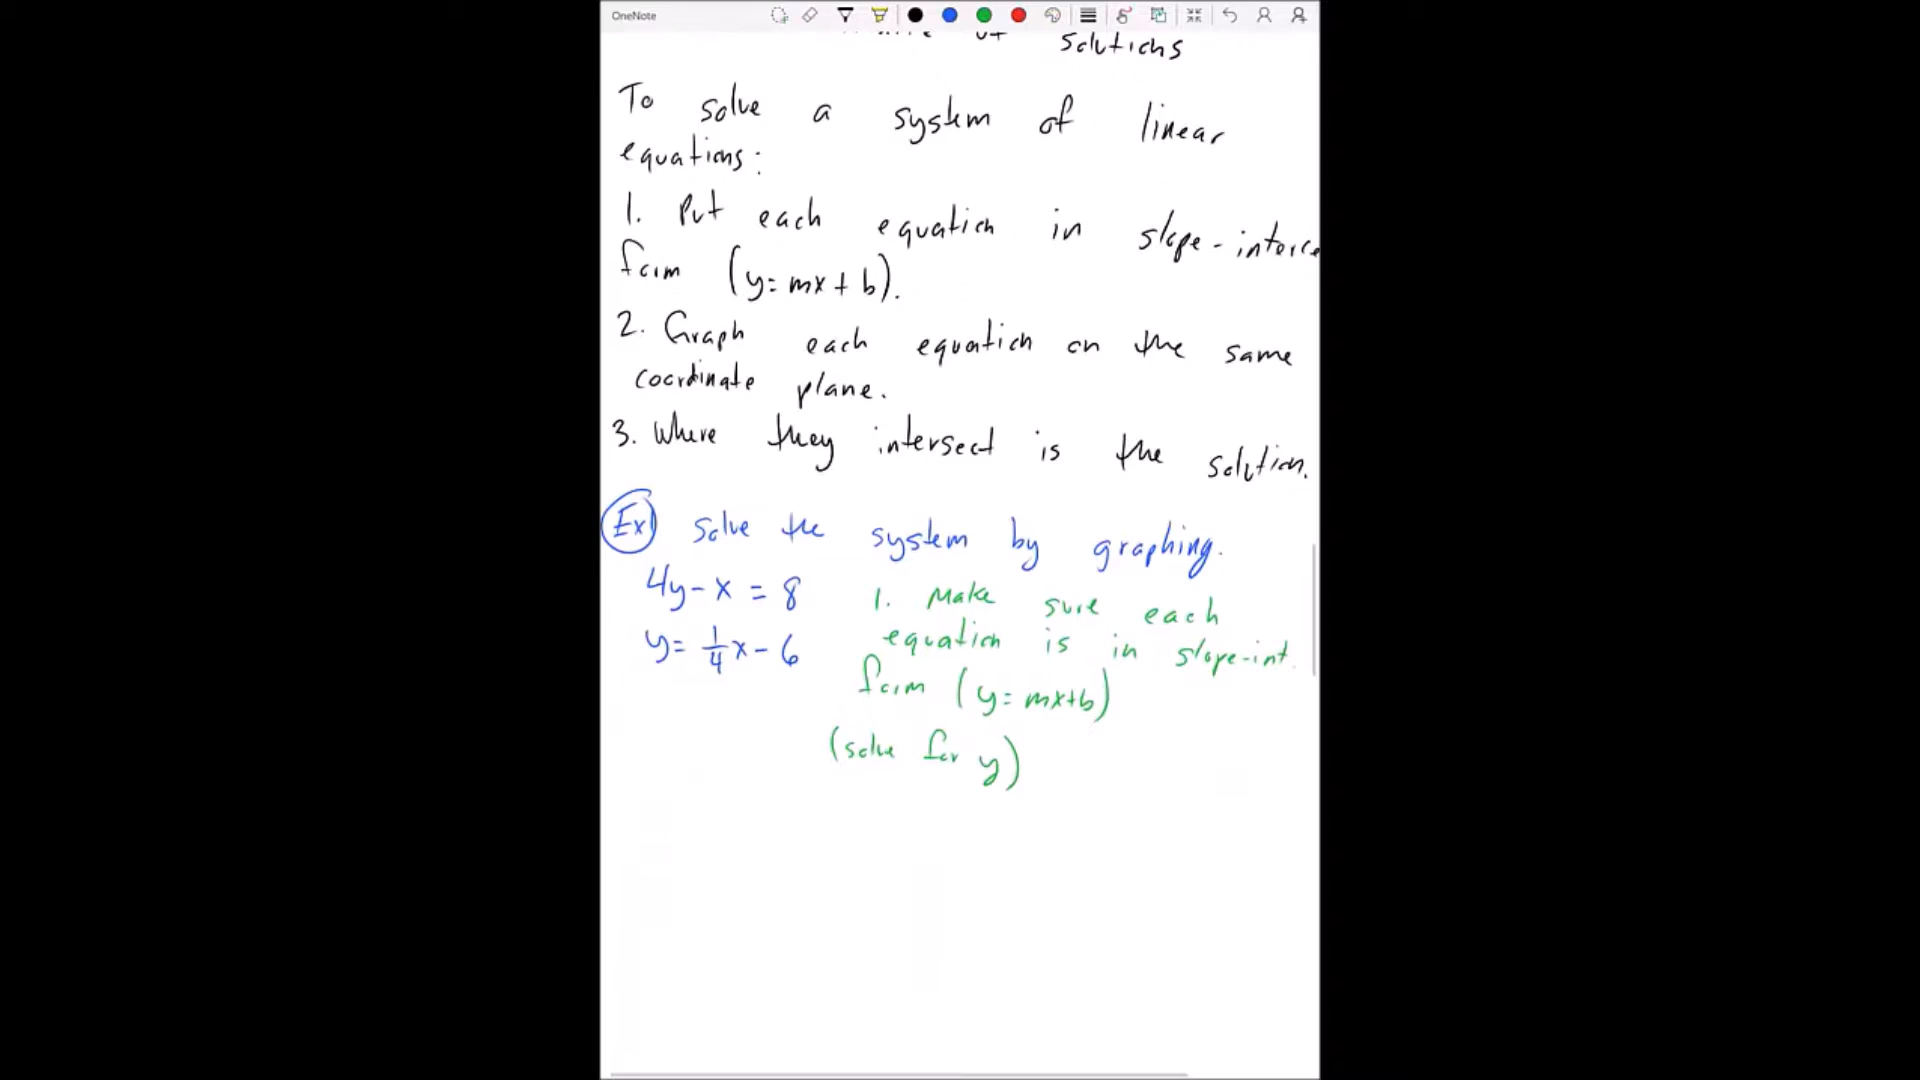 OneNote
of solutions
To solve a system of linear
equations:
1. Put each equation in slope-interce
form (y=mx+b).
2. Graph each equation on the same
coordinate plane.
3. Where they intersect is the solution.
Ex solve the system by graphing.
4y-x=8
y=1/4x-6
1. Make sure each
equation is in slope-int.
form (y=mx+b)
(solve for y)